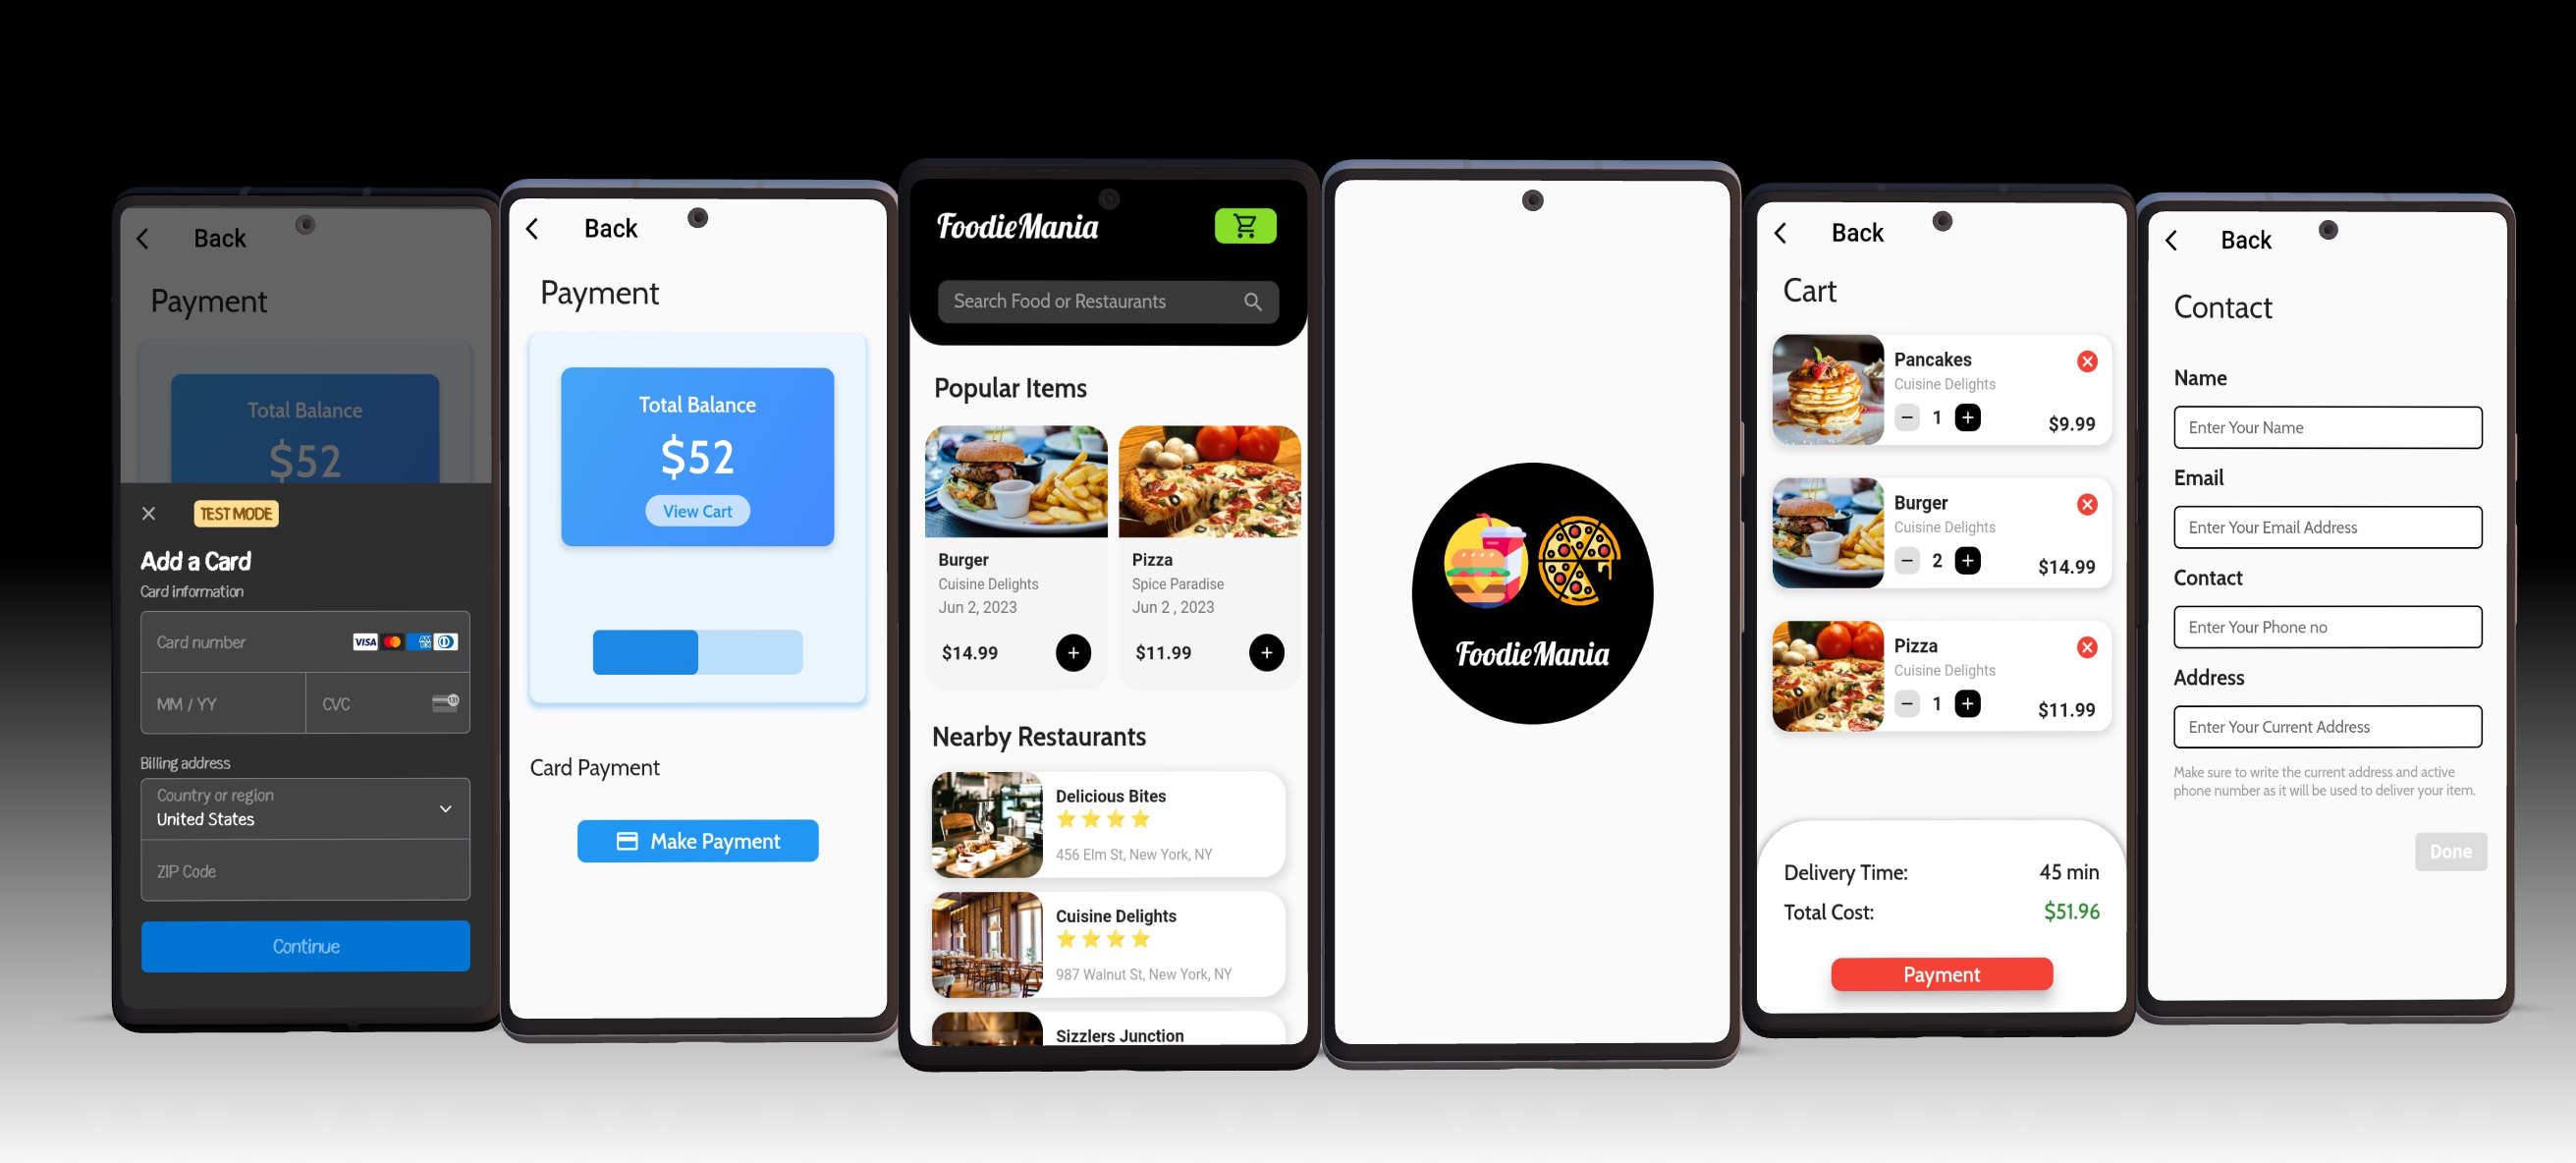 Back
Payment
Total Balance
$52
TEST MODE
Add a Card
Card information
Card number
VISA
MM / YY
CVC
Billing address
Country or region
United States
ZIP Code
Continue
Back
Payment
Total Balance
$52
View Cart
Card Payment
Make Payment
FoodieMania
Search Food or Restaurants
Popular Items
Burger
Cuisine Delights
Jun 2, 2023
$14.99
Pizza
Spice Paradise
Jun 2 , 2023
$11.99
Nearby Restaurants
Delicious Bites
456 Elm St, New York, NY
Cuisine Delights
987 Walnut St, New York, NY
Sizzlers Junction
FoodieMania
Back
Cart
Pancakes
Cuisine Delights
1
$9.99
Burger
Cuisine Delights
2
$14.99
Pizza
Cuisine Delights
1
$11.99
Delivery Time: 45 min
Total Cost: $51.96
Payment
Back
Contact
Name
Enter Your Name
Email
Enter Your Email Address
Contact
Enter Your Phone no
Address
Enter Your Current Address
Make sure to write the current address and active
phone number as it will be used to deliver your item.
Done